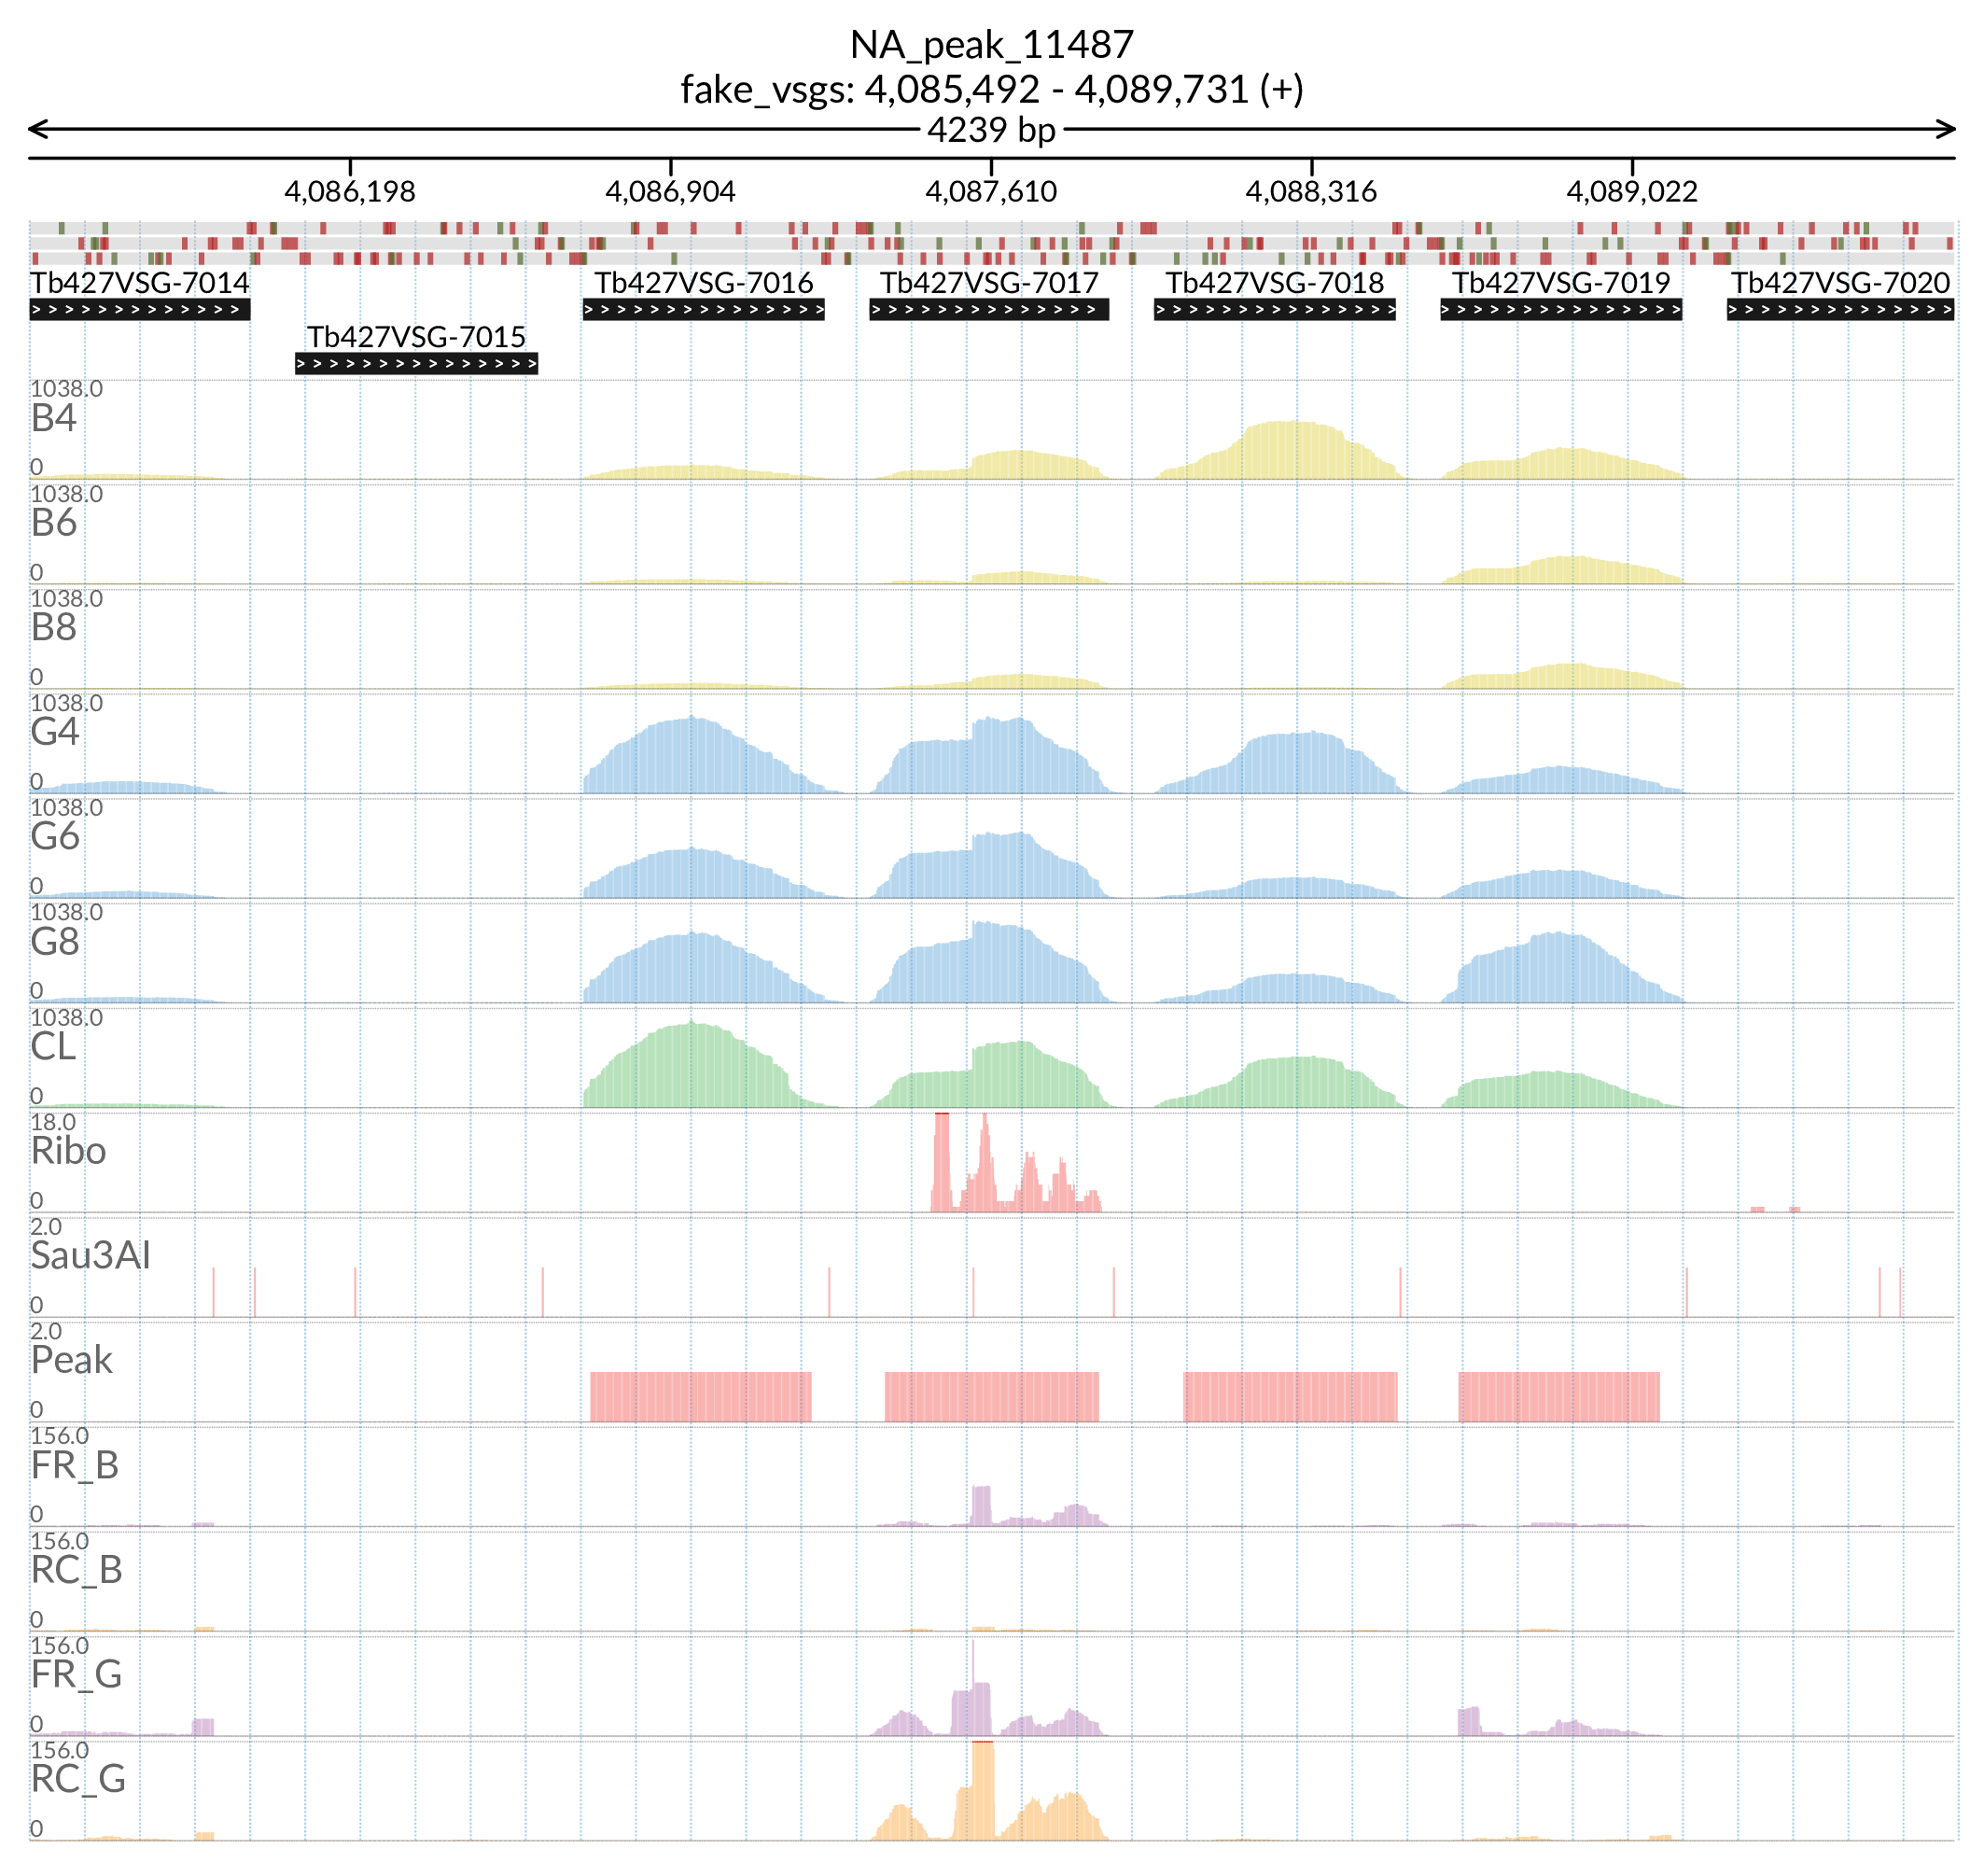 NA_peak_11487
fake_vsgs: 4,085,492 - 4,089,731 (+)
4239 bp
4,086,198 4,086,904 4,087,610 4,088,316 4,089,022
Tb427VSG-7014 Tb427VSG-7016 Tb427VSG-7017 Tb427VSG-7018 Tb427VSG-7019 Tb427VSG-7020
Tb427VSG-7015
1038.0
B4
0
1038.0
B6
0
1038.0
B8
0
1038.0
G4
0
1038.0
G6
0
1038.0
G8
0
1038.0
CL
0
18.0
Ribo
0
2.0
Sau3AI
0
2.0
Peak
0
156.0
FR_B
0
156.0
RC_B
0
156.0
FR_G
0
156.0
RC_G
0